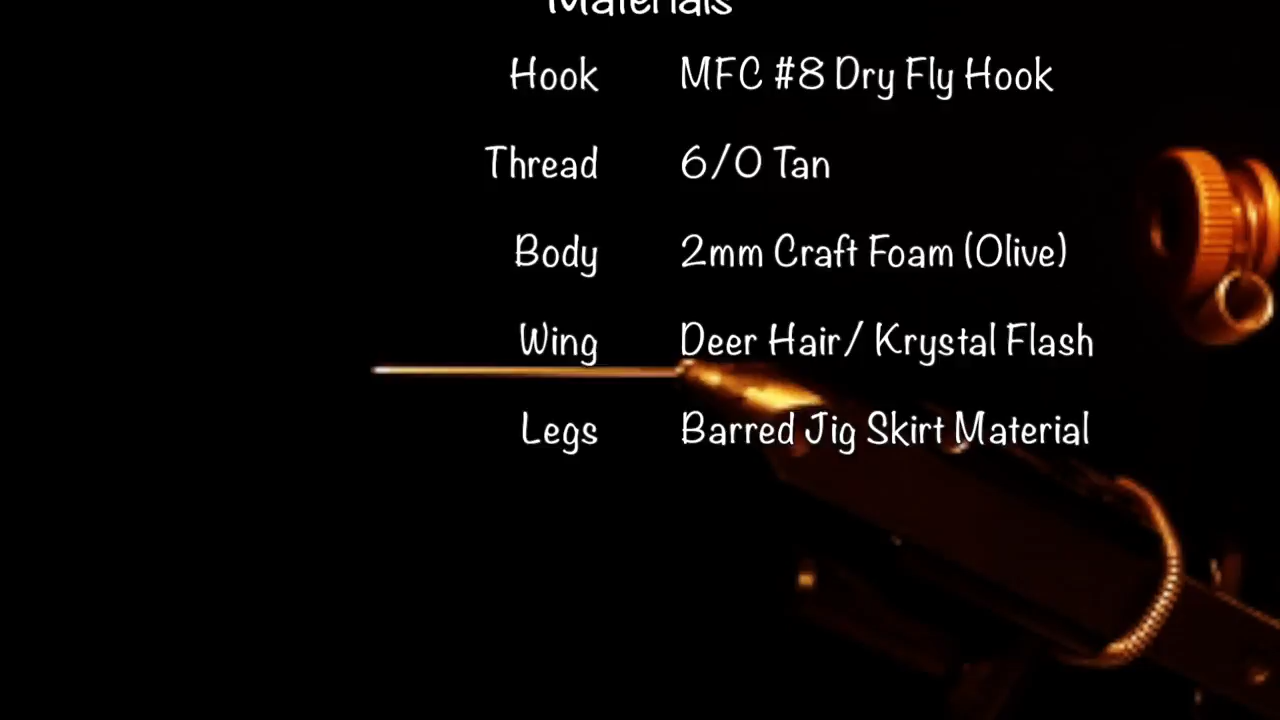 Materials
Hook MFC #8 Dry Fly Hook
Thread 6/0 Tan
Body 2mm Craft Foam (Olive)
Wing Deer Hair/ Krystal Flash
Legs Barred Jig Skirt Material